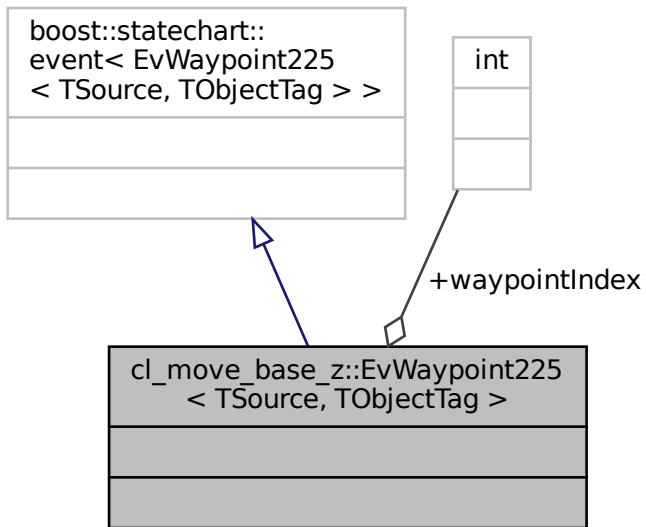 boost::statechart::
event< EvWaypoint225
< TSource, TObjectTag > >
int
+waypointIndex
cl_move_base_z::EvWaypoint225
< TSource, TObjectTag >